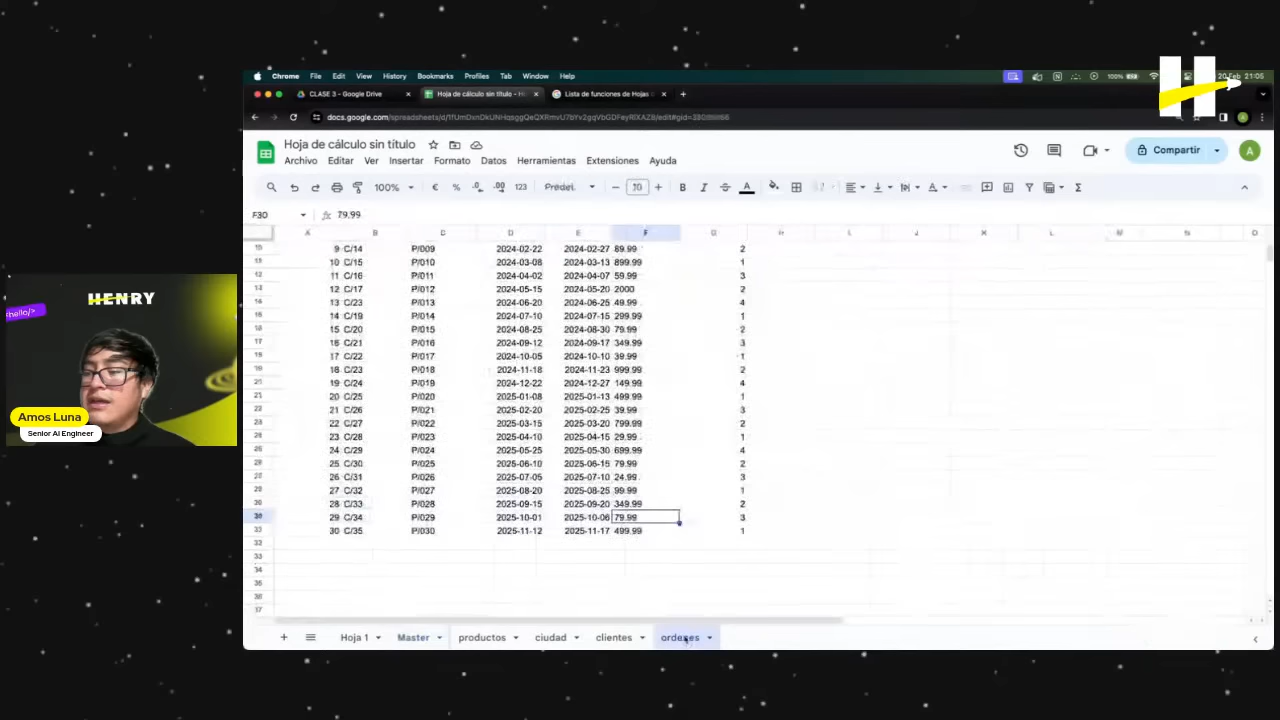 Chrome File Edit View History Bookmarks Profiles Tab Window Help
100% 20 Feb 21:05
CLASE 3 - Google Drive
Hoja de cálculo sin título - H
Lista de funciones de Hojas
Hoja de cálculo sin título
Archivo Editar Ver Insertar Formato Datos Herramientas Extensiones Ayuda
Compartir
A
100% € % .0 .00 123 Predet. 10 B A
F30 79.99
A B C D E F G H I J K L M N O
9 C/14 P/009 2024-02-22 2024-02-27 89.99 2
10 C/15 P/010 2024-03-08 2024-03-13 899.99 1
11 C/16 P/011 2024-04-02 2024-04-07 59.99 3
12 C/17 P/012 2024-05-15 2024-05-20 2000 2
13 C/23 P/013 2024-06-20 2024-06-25 49.99 4
14 C/19 P/014 2024-07-10 2024-07-15 299.99 1
15 C/20 P/015 2024-08-25 2024-08-30 79.99 2
16 C/21 P/016 2024-09-12 2024-09-17 349.99 3
17 C/22 P/017 2024-10-05 2024-10-10 39.99 1
18 C/23 P/018 2024-11-18 2024-11-23 999.99 2
19 C/24 P/019 2024-12-22 2024-12-27 149.99 4
20 C/25 P/020 2025-01-08 2025-01-13 499.99 1
21 C/26 P/021 2025-02-20 2025-02-25 39.99 3
22 C/27 P/022 2025-03-15 2025-03-20 799.99 2
23 C/28 P/023 2025-04-10 2025-04-15 29.99 1
24 C/29 P/024 2025-05-25 2025-05-30 699.99 4
25 C/30 P/025 2025-06-10 2025-06-15 79.99 2
26 C/31 P/026 2025-07-05 2025-07-10 24.99 3
27 C/32 P/027 2025-08-20 2025-08-25 99.99 1
28 C/33 P/028 2025-09-15 2025-09-20 349.99 2
29 C/34 P/029 2025-10-01 2025-10-06 79.99 3
30 C/35 P/030 2025-11-12 2025-11-17 499.99 1
Hoja 1 Master productos ciudad clientes ordenes
HENRY
hello/>
Amos Luna
Senior AI Engineer
H